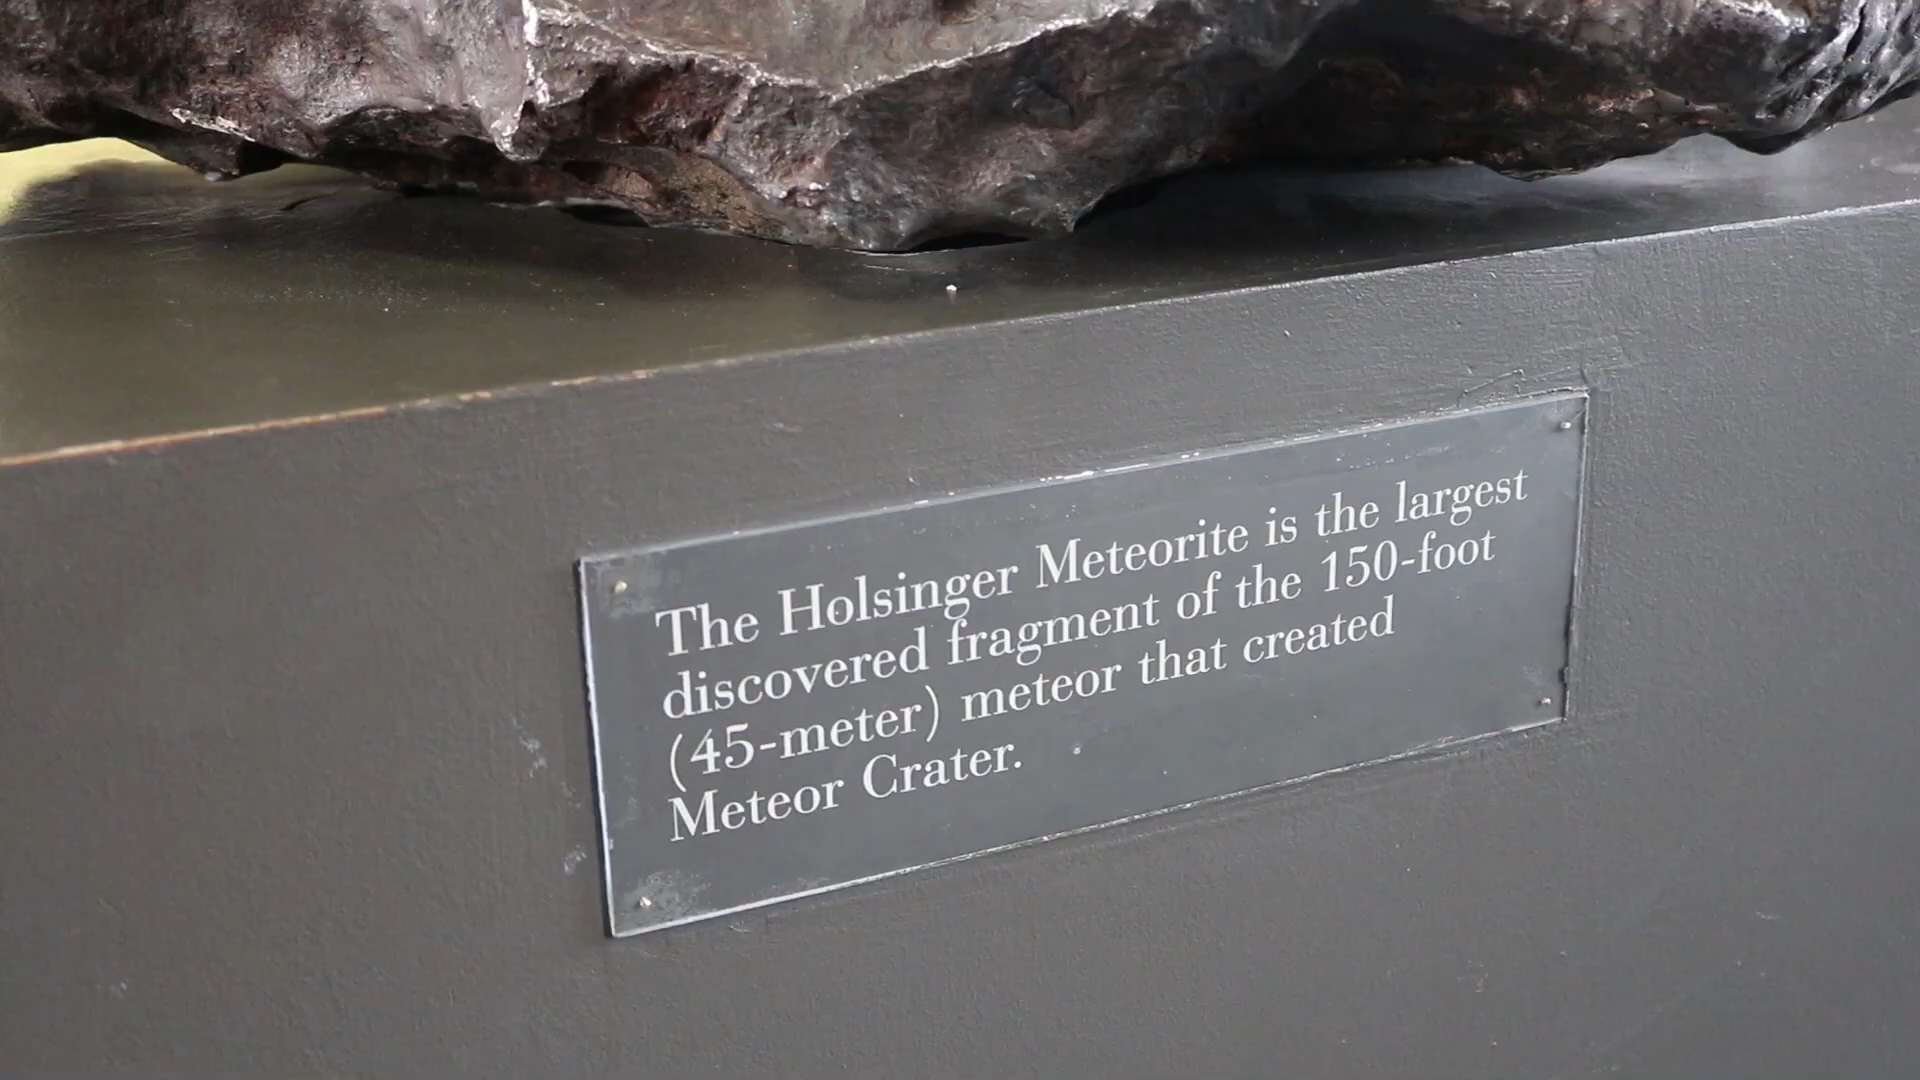 The Holsinger Meteorite is the largest
discovered fragment of the 150-foot
(45-meter) meteor that created
Meteor Crater.